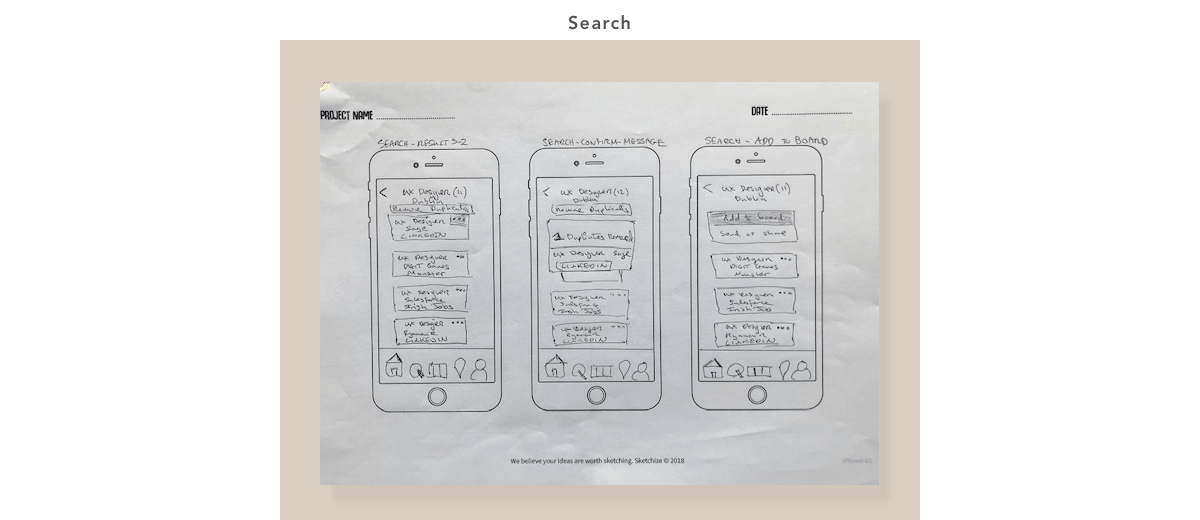 Search
PROJECT NAME
DATE
SEARCH-RESULTS-2
< UX Designer (11)
Dublin
Remove Duplicates
UX Designer ...
Sage
LINKEDIN
UX Designer ...
DIGIT Games
Monster
UX Designer ...
Salesforce
Irish Jobs
UX Designer ...
Ryanair
LINKEDIN
SEARCH-CONFIRM-MESSAGE
< UX Designer (12)
Dublin
Remove Duplicates
1 Duplicates
UX Designer Sage
LINKEDIN
UX Designer ...
Salesforce
Irish Jobs
UX Designer ...
Ryanair
LINKEDIN
SEARCH - ADD to BOARD
< UX Designer (11)
Dublin
Add to board
Send or share
UX Designer ...
DIGIT Games
Monster
UX Designer ...
Salesforce
Irish Jobs
UX Designer ...
Ryanair
LINKEDIN
We believe your ideas are worth sketching. Sketchize © 2018